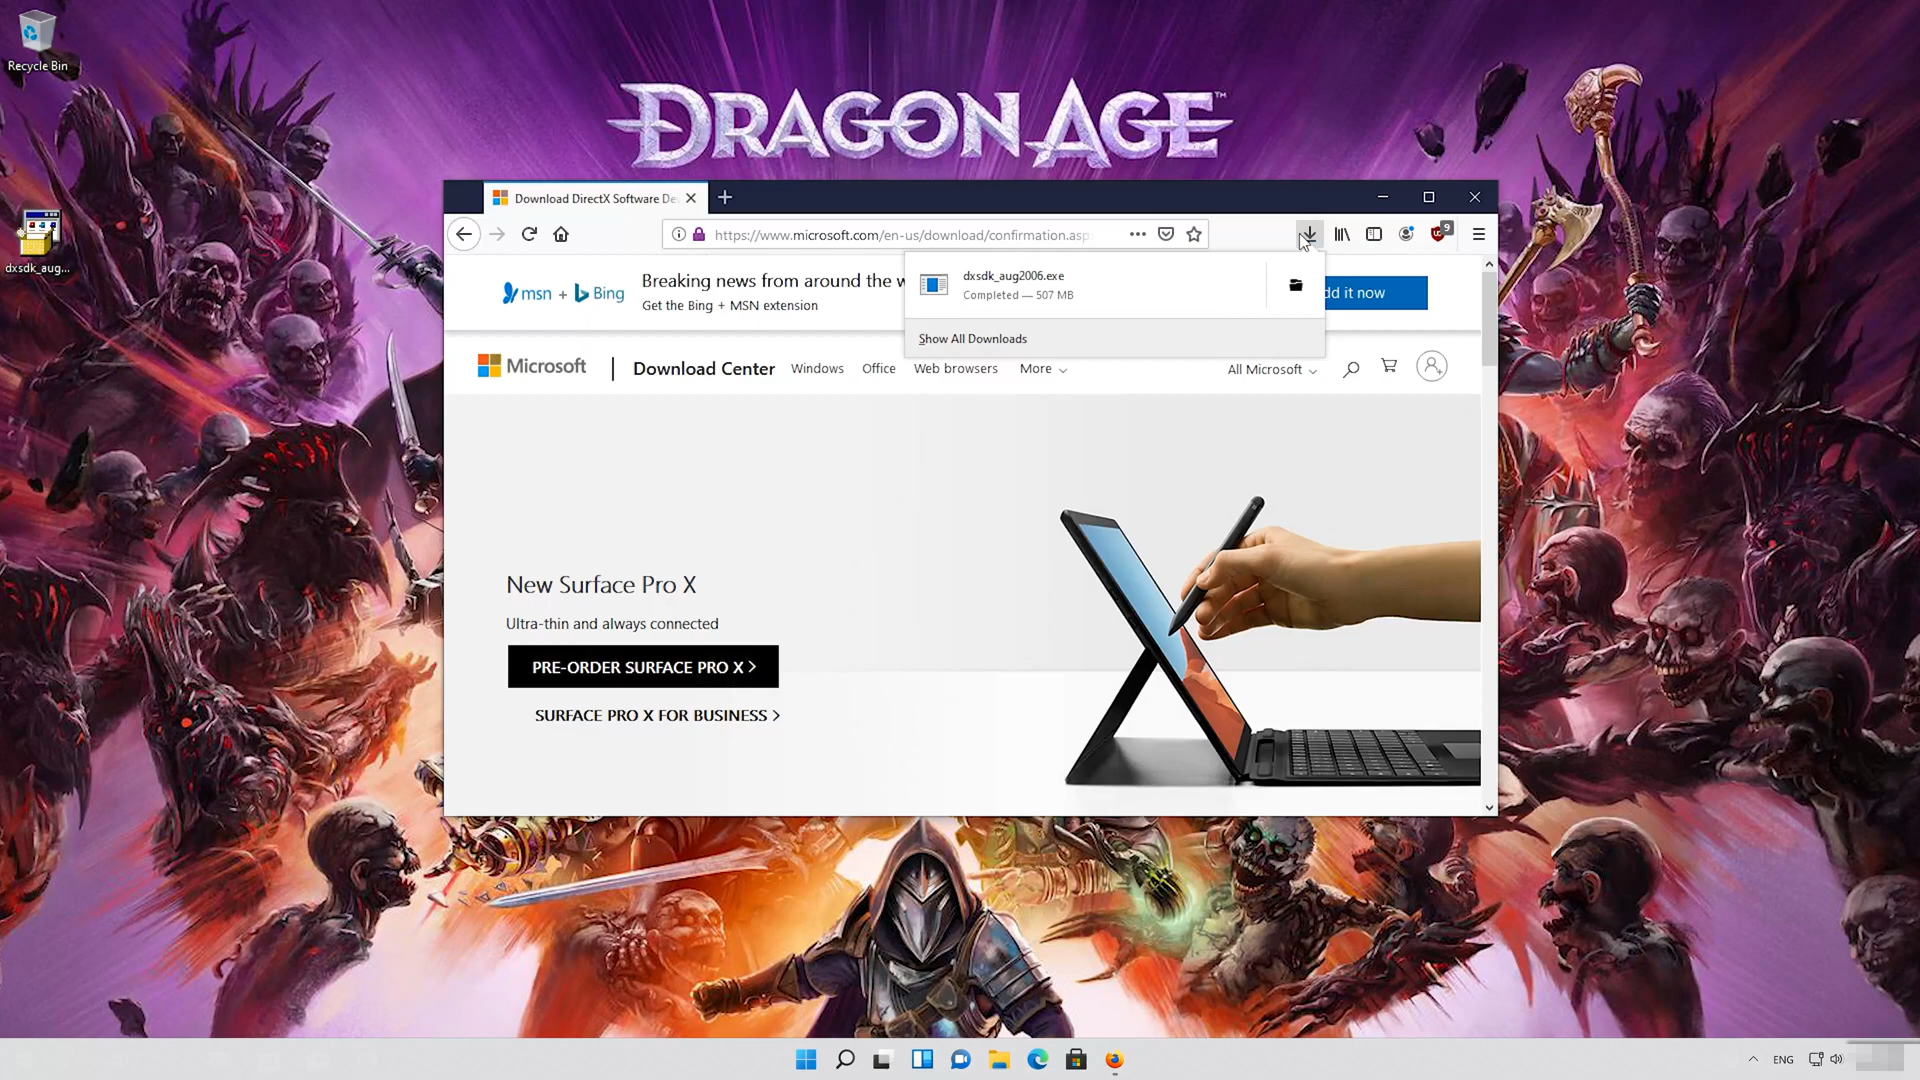 Recycle Bin
DRAGON AGE™
dxsdk_aug...
Download DirectX Software De
https://www.microsoft.com/en-us/download/confirmation.asp
9
msn + Bing
Breaking news from around the w
Get the Bing + MSN extension
dd it now
dxsdk_aug2006.exe
Completed — 507 MB
Show All Downloads
Microsoft
Download Center
Windows
Office
Web browsers
More
All Microsoft
New Surface Pro X
Ultra-thin and always connected
PRE-ORDER SURFACE PRO X >
SURFACE PRO X FOR BUSINESS >
ENG